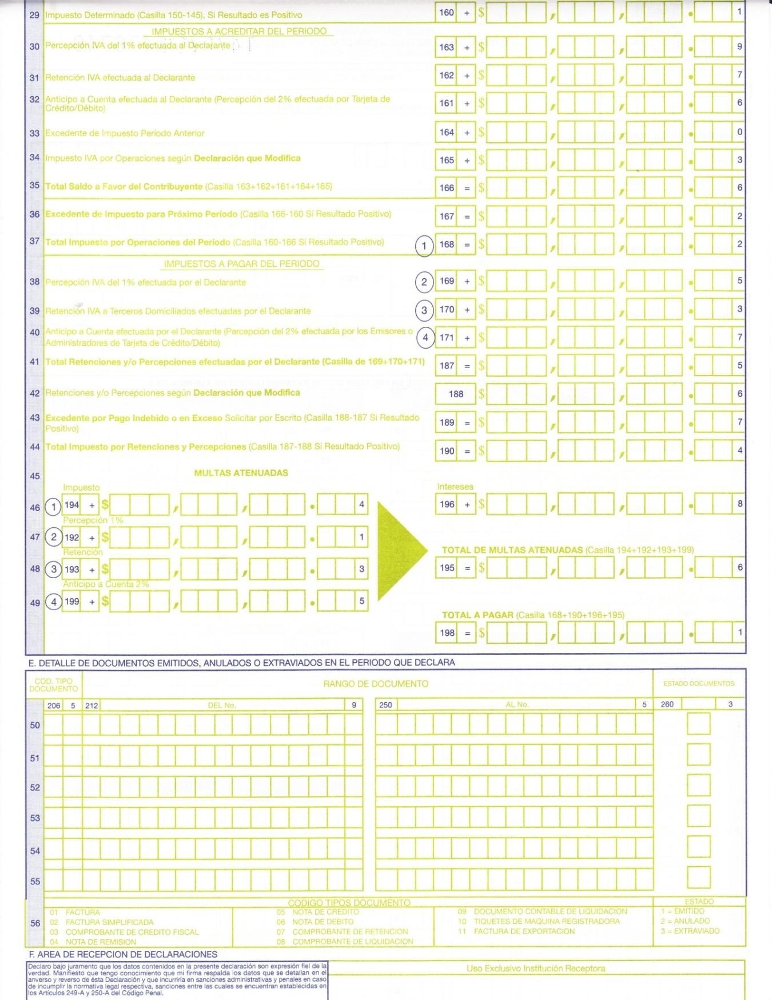 29 Impuesto Determinado (Casilla 150-145), Si Resultado es Positivo 160 + $ , , . 1
IMPUESTOS A ACREDITAR DEL PERIODO
30 Percepción IVA del 1% efectuada al Declarante 163 + $ , , . 9
31 Retención IVA efectuada al Declarante 162 + $ , , . 7
32 Anticipo a Cuenta efectuada al Declarante (Percepción del 2% efectuada por Tarjeta de
Crédito/Débito) 161 + $ , , . 6
33 Excedente de Impuesto Período Anterior 164 + $ , , . 0
34 Impuesto IVA por Operaciones según Declaración que Modifica 165 + $ , , . 3
35 Total Saldo a Favor del Contribuyente (Casilla 163+162+161+164+165) 166 = $ , , . 6
36 Excedente de Impuesto para Próximo Período (Casilla 166-160 Sí Resultado Positivo) 167 = $ , , . 2
37 Total Impuesto por Operaciones del Período (Casilla 160-166 Sí Resultado Positivo) 1 168 = $ , , . 2
IMPUESTOS A PAGAR DEL PERIODO
38 Percepción IVA del 1% efectuada por el Declarante 2 169 + $ , , . 5
39 Retención IVA a Terceros Domiciliados efectuadas por el Declarante 3 170 + $ , , . 3
40 Anticipo a Cuenta efectuada por el Declarante (Percepción del 2% efectuada por los Emisores o
Administradores de Tarjeta de Crédito/Débito) 4 171 + $ , , . 7
41 Total Retenciones y/o Percepciones efectuadas por el Declarante (Casilla de 169+170+171) 187 = $ , , . 5
42 Retenciones y/o Percepciones según Declaración que Modifica 188 $ , , . 6
43 Excedente por Pago Indebido o en Exceso Solicitar por Escrito (Casilla 188-187 Si Resultado
Positivo) 189 = $ , , . 7
44 Total Impuesto por Retenciones y Percepciones (Casilla 187-188 Sí Resultado Positivo) 190 = $ , , . 4
45 MULTAS ATENUADAS
Impuesto Intereses
46 1 194 + $ , , . 4 196 + $ , , . 8
Percepción 1%
47 2 192 + $ , , . 1
Retención TOTAL DE MULTAS ATENUADAS (Casilla 194+192+193+199)
48 3 193 + $ , , . 3 195 = $ , , . 6
Anticipo a Cuenta 2%
49 4 199 + $ , , . 5
TOTAL A PAGAR (Casilla 168+190+196+195)
198 = $ , , . 1
E. DETALLE DE DOCUMENTOS EMITIDOS, ANULADOS O EXTRAVIADOS EN EL PERIODO QUE DECLARA
COD. TIPO
DOCUMENTO RANGO DE DOCUMENTO ESTADO DOCUMENTOS
206 5 212 DEL No. 9 250 AL No. 5 260 3
50
51
52
53
54
55
CODIGO TIPOS DOCUMENTO ESTADO
56
01 FACTURA 05 NOTA DE CREDITO 09 DOCUMENTO CONTABLE DE LIQUIDACION 1 = EMITIDO
02 FACTURA SIMPLIFICADA 06 NOTA DE DEBITO 10 TIQUETES DE MAQUINA REGISTRADORA 2 = ANULADO
03 COMPROBANTE DE CREDITO FISCAL 07 COMPROBANTE DE RETENCION 11 FACTURA DE EXPORTACION 3 = EXTRAVIADO
04 NOTA DE REMISION 08 COMPROBANTE DE LIQUIDACION
F. AREA DE RECEPCION DE DECLARACIONES
Declaro bajo juramento que los datos contenidos en la presente declaración son expresión fiel de la
verdad. Manifiesto que tengo conocimiento que mi firma respalda los datos que se detallan en el
anverso y reverso de ésta Declaración y que incurriría en sanciones administrativas y penales en caso
de incumplir la normativa legal respectiva, sanciones entre las cuales se encuentran establecidas en
los Artículos 249-A y 250-A del Código Penal.
Uso Exclusivo Institución Receptora